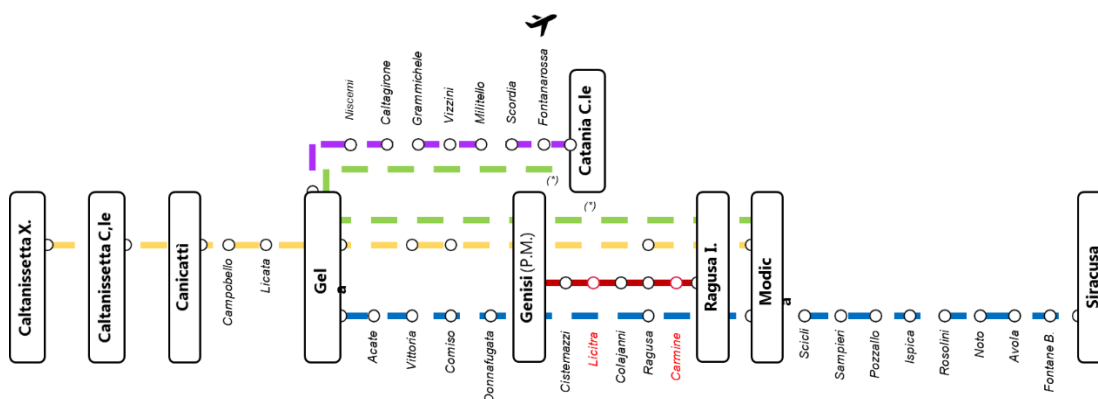 Niscemi
Caltagirone
Grammichele
Vizzini
Militello
Scordia
Fontanarossa
Catania C.le
(*)
(*)
Caltanissetta X.
Caltanissetta C,le
Canicattì
Campobello
Licata
Gel
a
Acate
Vittoria
Comiso
Donnafugata
Genisi (P.M.)
Cisternazzi
Licitra
Colajanni
Ragusa
Carmine
Ragusa I.
Modic
a
Scicli
Sampieri
Pozzallo
Ispica
Rosolini
Noto
Avola
Fontane B.
Siracusa